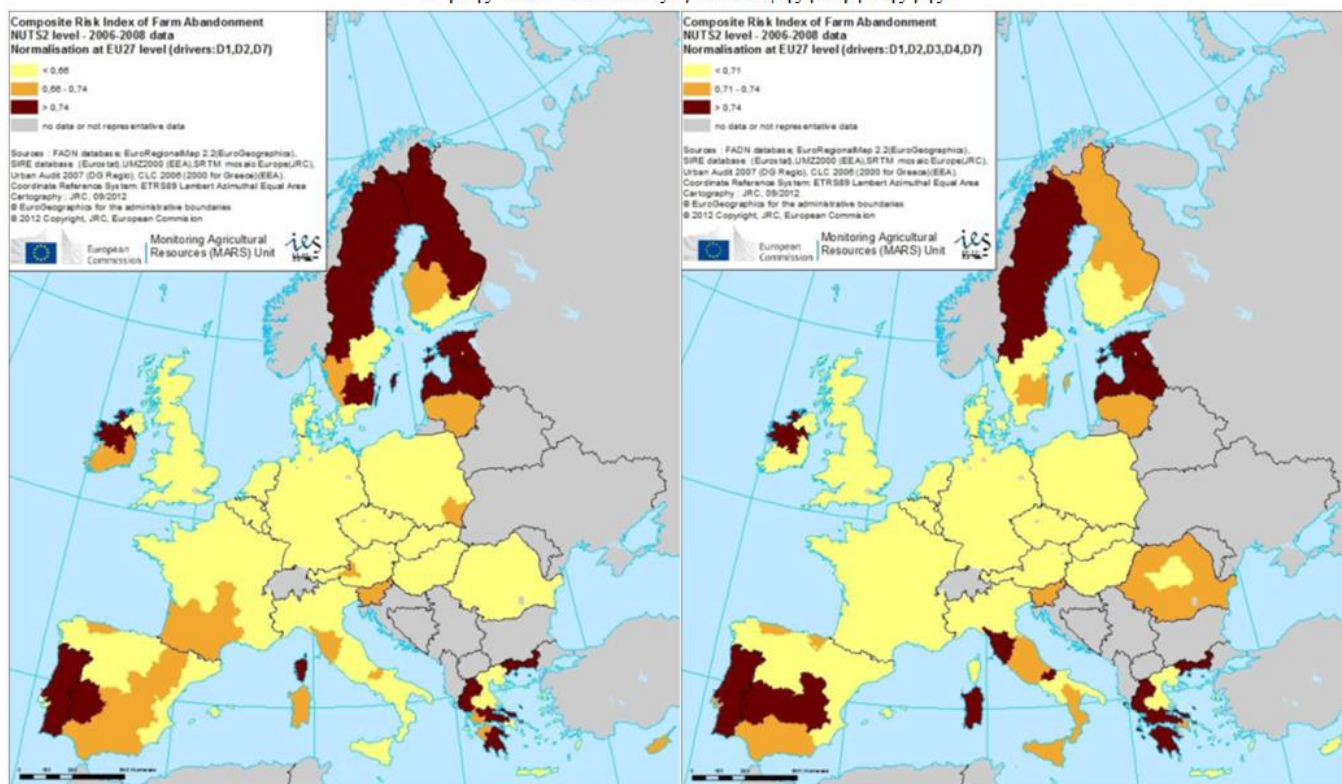 Composite Risk Index of Farm Abandonment
NUTS2 level - 2006-2008 data
Normalisation at EU27 level (drivers:D1,D2,D7)
< 0,66
0,66 - 0,74
> 0,74
no data or not representative data
Sources : FADN database; EuroRegionalMap 2.2(EuroGeographics),
SIRE database (Eurostat),UMZ2000 (EEA),SRTM mosaic Europe(JRC),
Urban Audit 2007 (DG Regio), CLC 2006 (2000 for Greece)(EEA).
Coordinate Reference System: ETRS89 Lambert Azimuthal Equal Area
Cartography : JRC, 09/2012
© EuroGeographics for the administrative boundaries
© 2012 Copyright, JRC, European Commision
European
Commission
Monitoring Agricultural
Resources (MARS) Unit
ies
Composite Risk Index of Farm Abandonment
NUTS2 level - 2006-2008 data
Normalisation at EU27 level (drivers:D1,D2,D3,D4,D7)
< 0,71
0,71 - 0,74
> 0,74
no data or not representative data
Sources : FADN database; EuroRegionalMap 2.2(EuroGeographics),
SIRE database (Eurostat),UMZ2000 (EEA),SRTM mosaic Europe(JRC),
Urban Audit 2007 (DG Regio), CLC 2006 (2000 for Greece)(EEA).
Coordinate Reference System: ETRS89 Lambert Azimuthal Equal Area
Cartography : JRC, 09/2012
© EuroGeographics for the administrative boundaries
© 2012 Copyright, JRC, European Commision
European
Commission
Monitoring Agricultural
Resources (MARS) Unit
ies